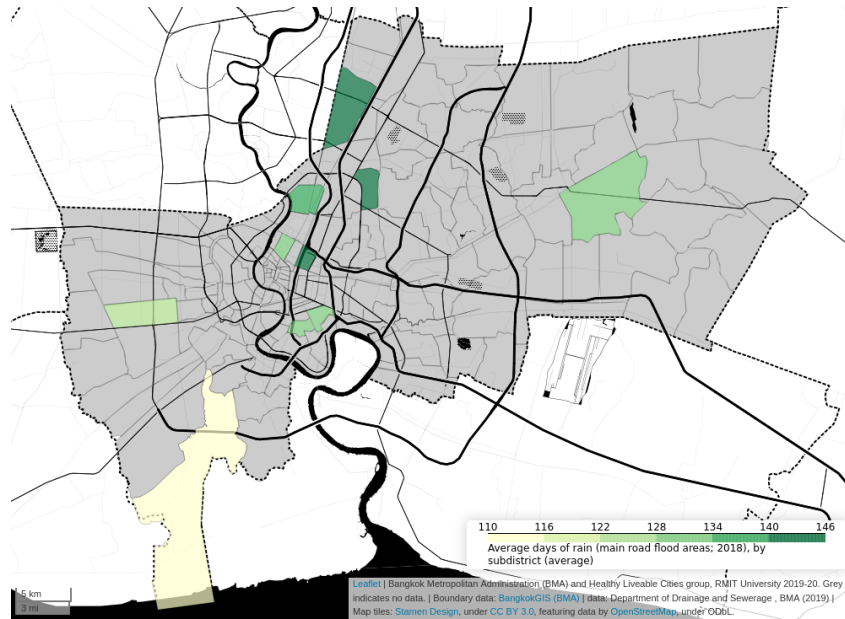 110 116 122 128 134 140 146
Average days of rain (main road flood areas; 2018), by
subdistrict (average)
5 km
3 mi
Leaflet | Bangkok Metropolitan Administration (BMA) and Healthy Liveable Cities group, RMIT University 2019-20. Grey
indicates no data. | Boundary data: BangkokGIS (BMA) | data: Department of Drainage and Sewerage , BMA (2019) |
Map tiles: Stamen Design, under CC BY 3.0, featuring data by OpenStreetMap, under ODbL.